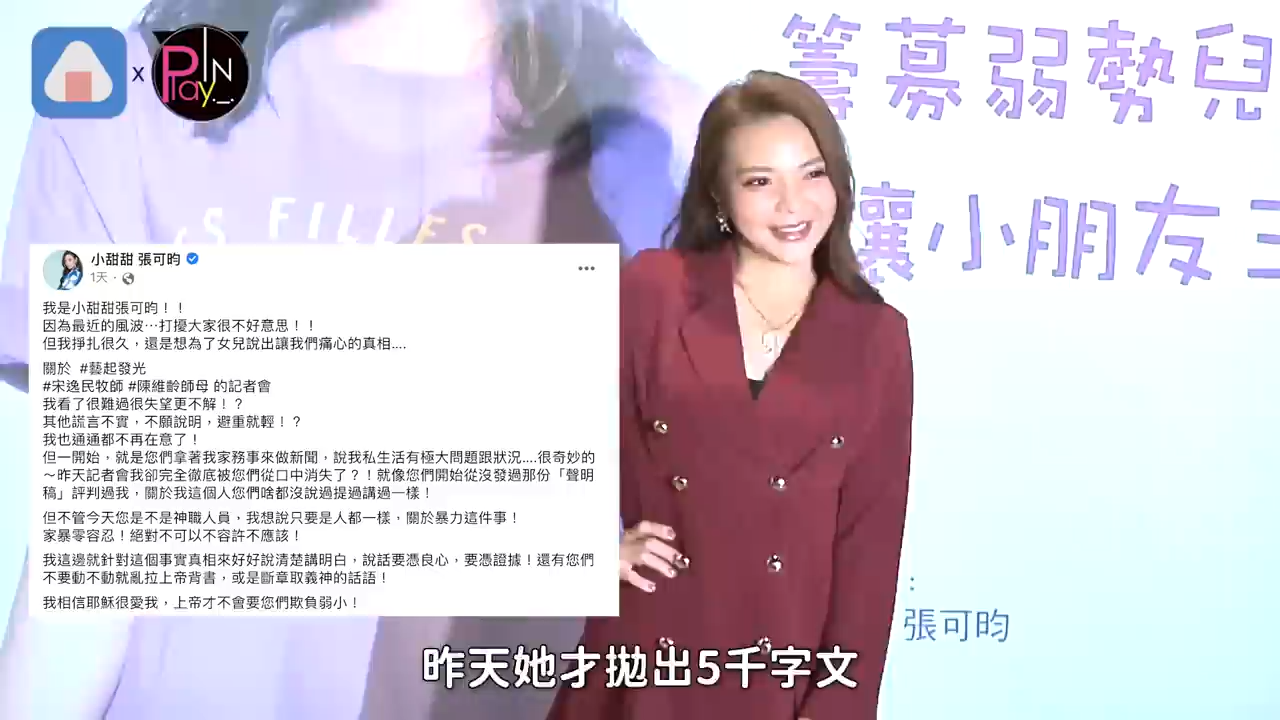 籌募弱勢兒
x
PlayIN
讓小朋友
S FILLES
小甜甜 張可昀
1天
我是小甜甜張可昀！！
因為最近的風波⋯打擾大家很不好意思！！
但我掙扎很久，還是想為了女兒說出讓我們痛心的真相....
關於 #藝起發光
#宋逸民牧師 #陳維齡師母 的記者會
我看了很難過很失望更不解！？
其他謊言不實，不願說明，避重就輕！？
我也通通都不再在意了！
但一開始，就是您們拿著我家務事來做新聞，說我私生活有極大問題跟狀況....很奇妙的
～昨天記者會我卻完全徹底被您們從口中消失了？！就像您們開始從沒發過那份「聲明
稿」評判過我，關於我這個人您們啥都沒說過提過講過一樣！
但不管今天您是不是神職人員，我想說只要是人都一樣，關於暴力這件事！
家暴零容忍！絕對不可以不容許不應該！
我這邊就針對這個事實真相來好好說清楚講明白，說話要憑良心，要憑證據！還有您們
不要動不動就亂拉上帝背書，或是斷章取義神的話語！
我相信耶穌很愛我，上帝才不會要您們欺負弱小！
：
張可昀
昨天她才拋出5千字文